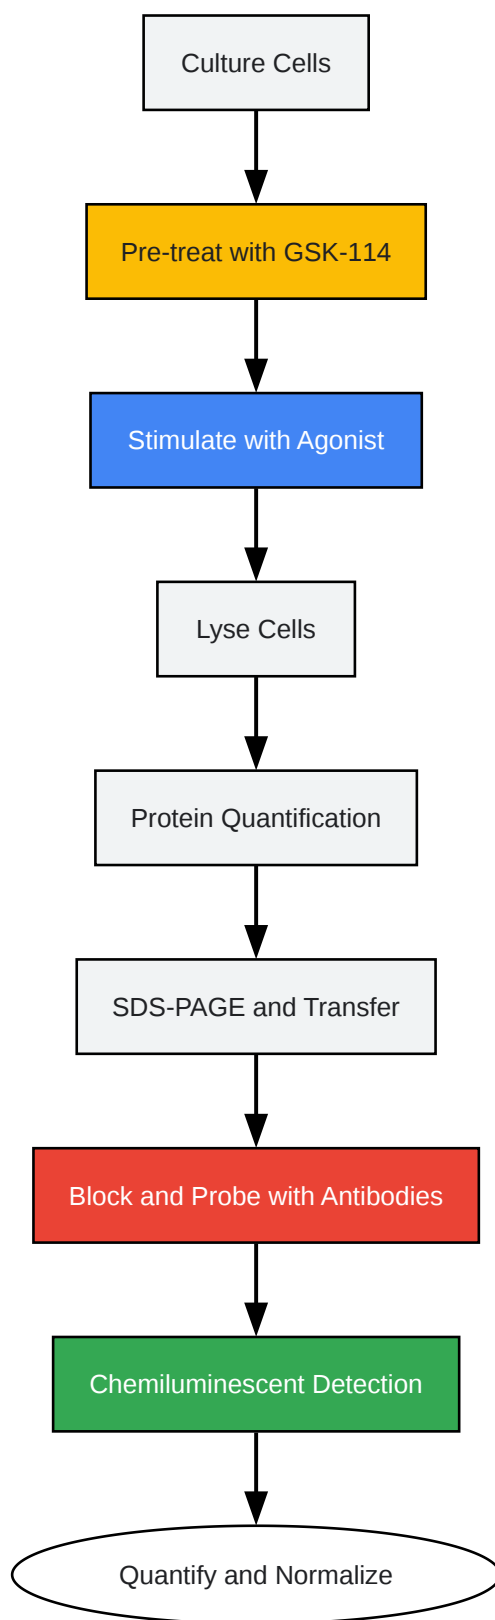 Culture Cells
Pre-treat with GSK-114
Stimulate with Agonist
Lyse Cells
Protein Quantification
SDS-PAGE and Transfer
Block and Probe with Antibodies
Chemiluminescent Detection
Quantify and Normalize